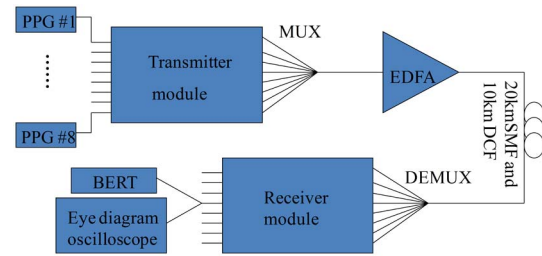 PPG #1
PPG #8
Transmitter
module
MUX
EDFA
20kmSMF and
10km DCF
BERT
Eye diagram
oscilloscope
Receiver
module
DEMUX